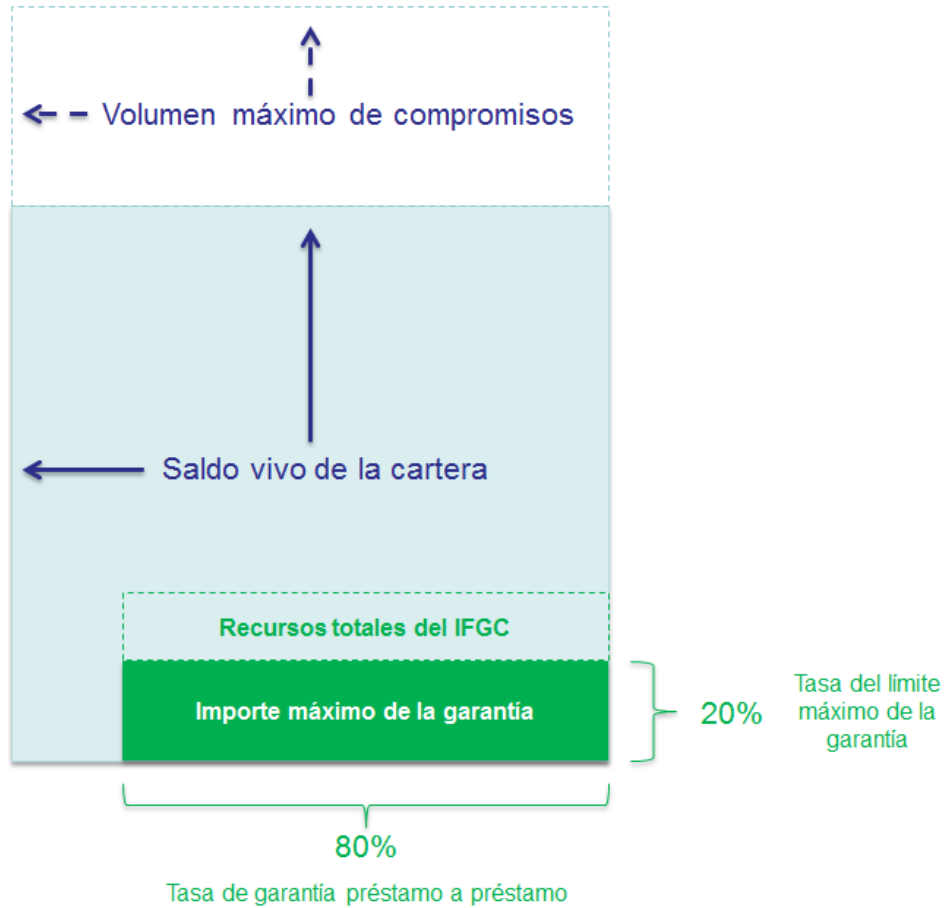 Volumen máximo de compromisos
Saldo vivo de la cartera
Recursos totales del IFGC
Importe máximo de la garantía
20%
Tasa del límite
máximo de la
garantía
80%
Tasa de garantía préstamo a préstamo